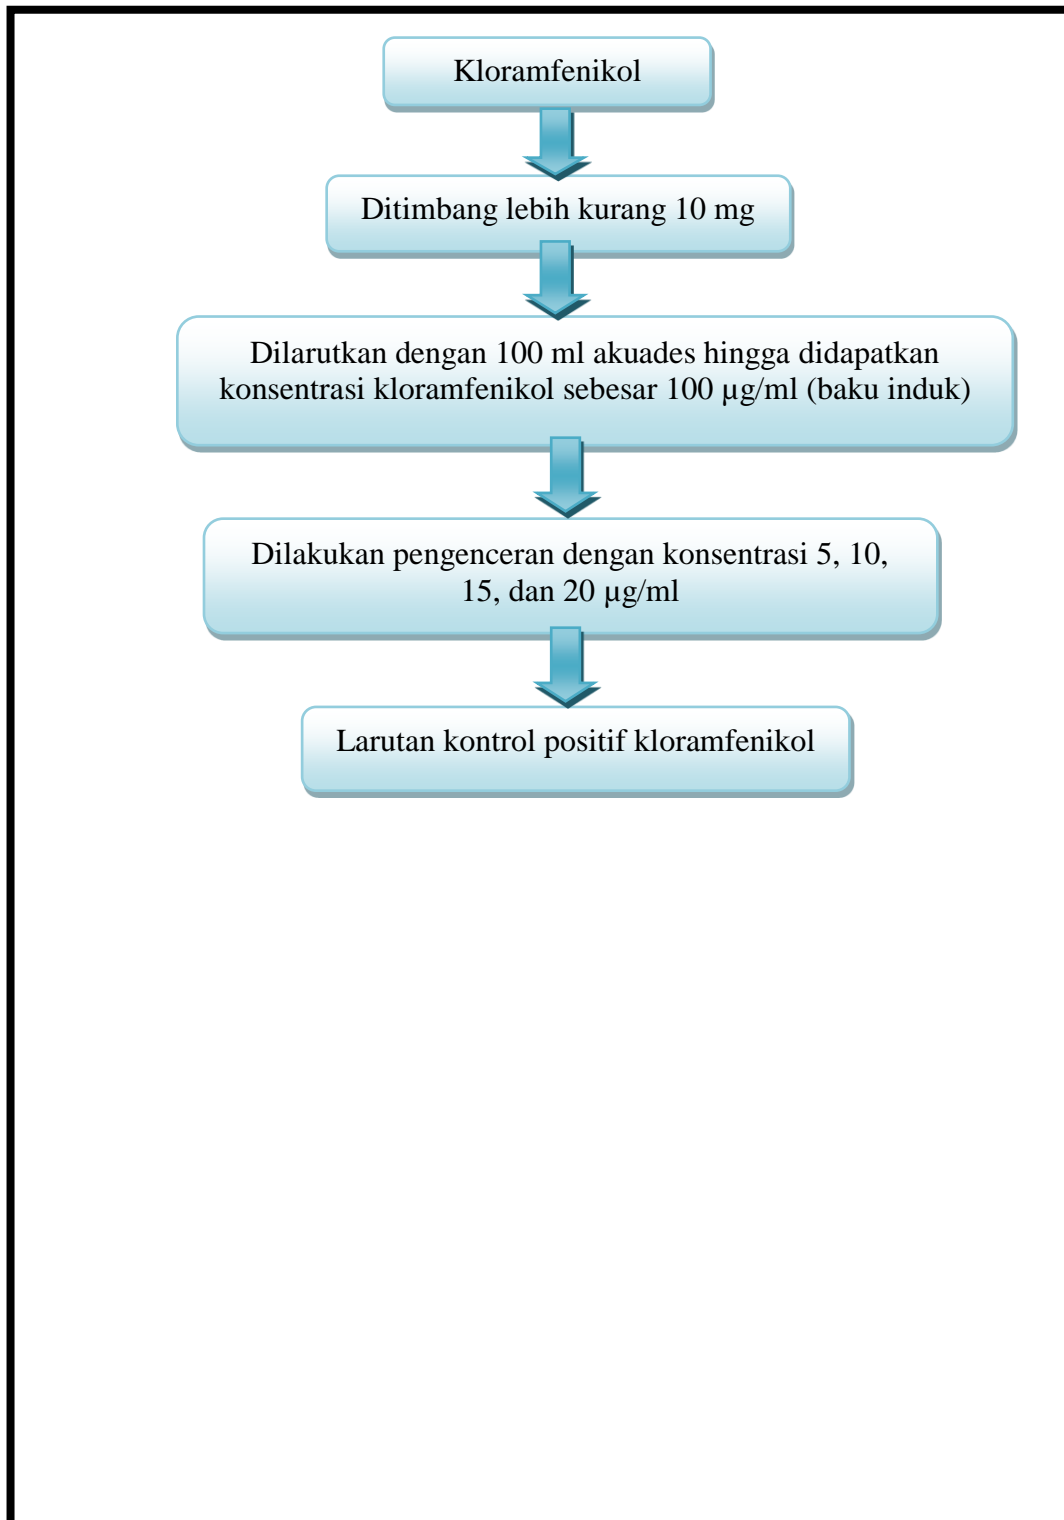 Kloramfenikol
Ditimbang lebih kurang 10 mg
Dilarutkan dengan 100 ml akuades hingga didapatkan
konsentrasi kloramfenikol sebesar 100 µg/ml (baku induk)
Dilakukan pengenceran dengan konsentrasi 5, 10,
15, dan 20 µg/ml
Larutan kontrol positif kloramfenikol